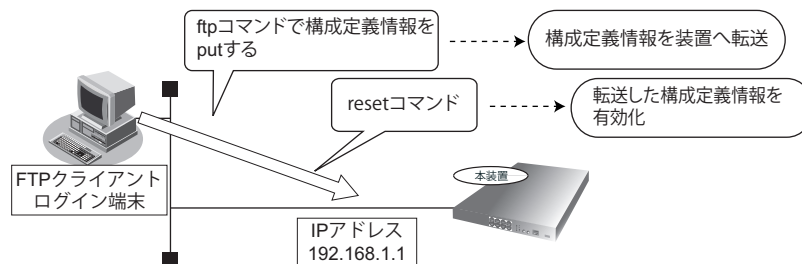 ftpコマンドで構成定義情報を
putする
構成定義情報を装置へ転送
resetコマンド
転送した構成定義情報を
有効化
FTPクライアント
ログイン端末
本装置
IPアドレス
192.168.1.1